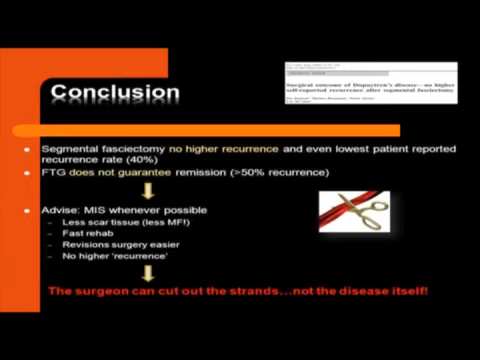 Conclusion
Surgical outcome of Dupuytren's disease—no higher
self-reported recurrence after segmental fasciectomy
Segmental fasciectomy no higher recurrence and even lowest patient reported
recurrence rate (40%)
FTG does not guarantee remission (>50% recurrence)
Advise: MIS whenever possible
– Less scar tissue (less MF!)
– Fast rehab
– Revisions surgery easier
– No higher 'recurrence'
The surgeon can cut out the strands…not the disease itself!